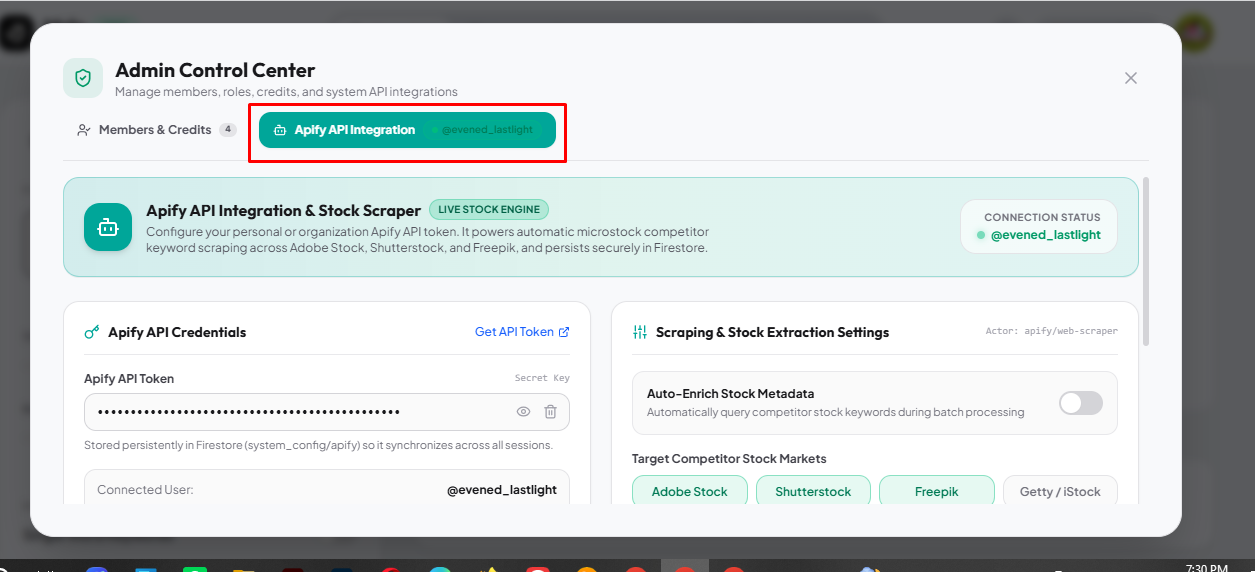 Admin Control Center
Manage members, roles, credits, and system API integrations
Members & Credits 4
Apify API Integration @evened_lastlight
Apify API Integration & Stock Scraper LIVE STOCK ENGINE
Configure your personal or organization Apify API token. It powers automatic microstock competitor
keyword scraping across Adobe Stock, Shutterstock, and Freepik, and persists securely in Firestore.
CONNECTION STATUS
@evened_lastlight
Apify API Credentials
Get API Token
Apify API Token
Secret Key
••••••••••••••••••••••••••••••••••••••••••••••
Stored persistently in Firestore (system_config/apify) so it synchronizes across all sessions.
Connected User: @evened_lastlight
Scraping & Stock Extraction Settings
Actor: apify/web-scraper
Auto-Enrich Stock Metadata
Automatically query competitor stock keywords during batch processing
Target Competitor Stock Markets
Adobe Stock Shutterstock Freepik Getty / iStock
7:30 PM